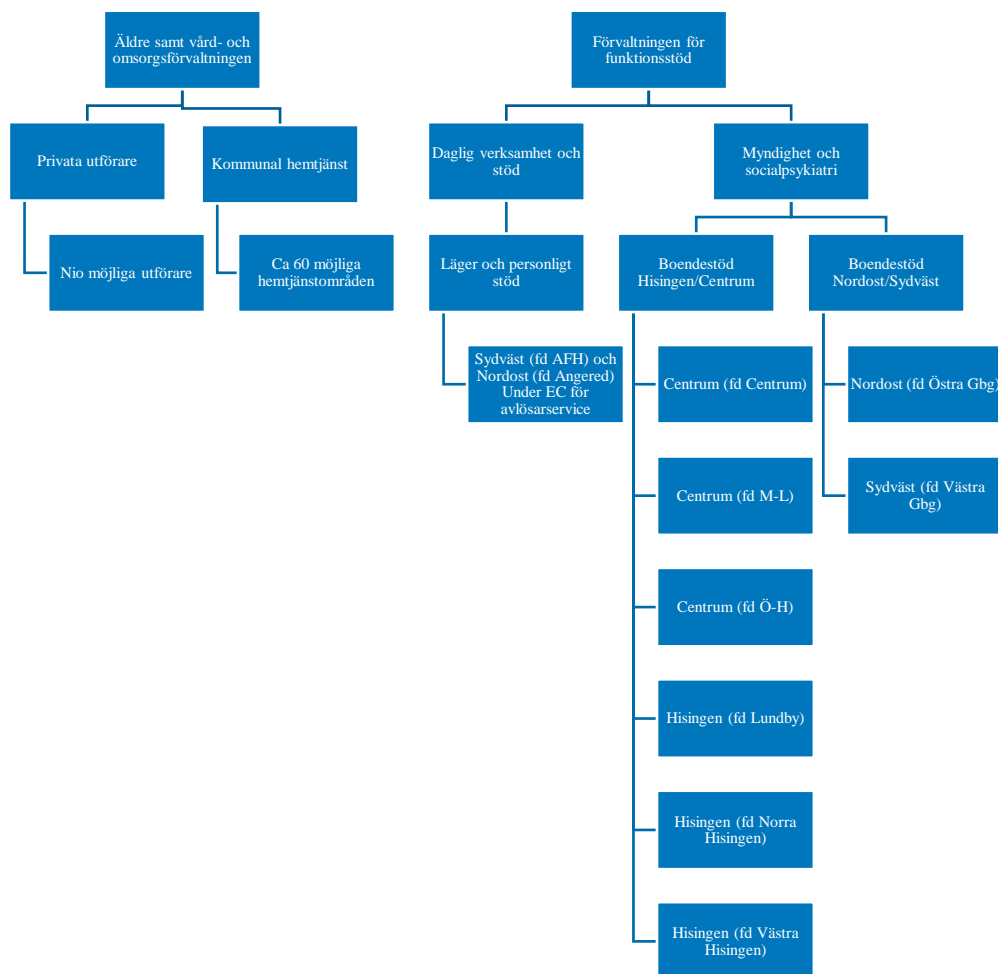 Äldre samt vård- och
omsorgsförvaltningen
Förvaltningen för
funktionsstöd
Privata utförare
Kommunal hemtjänst
Daglig verksamhet och
stöd
Myndighet och
socialpsykiatri
Nio möjliga utförare
Ca 60 möjliga
hemtjänstområden
Läger och personligt
stöd
Boendestöd
Hisingen/Centrum
Boendestöd
Nordost/Sydväst
Sydväst (fd AFH) och
Nordost (fd Angered)
Under EC för
avlösarservice
Centrum (fd Centrum)
Nordost (fd Östra Gbg)
Centrum (fd M-L)
Sydväst (fd Västra
Gbg)
Centrum (fd Ö-H)
Hisingen (fd Lundby)
Hisingen (fd Norra
Hisingen)
Hisingen (fd Västra
Hisingen)